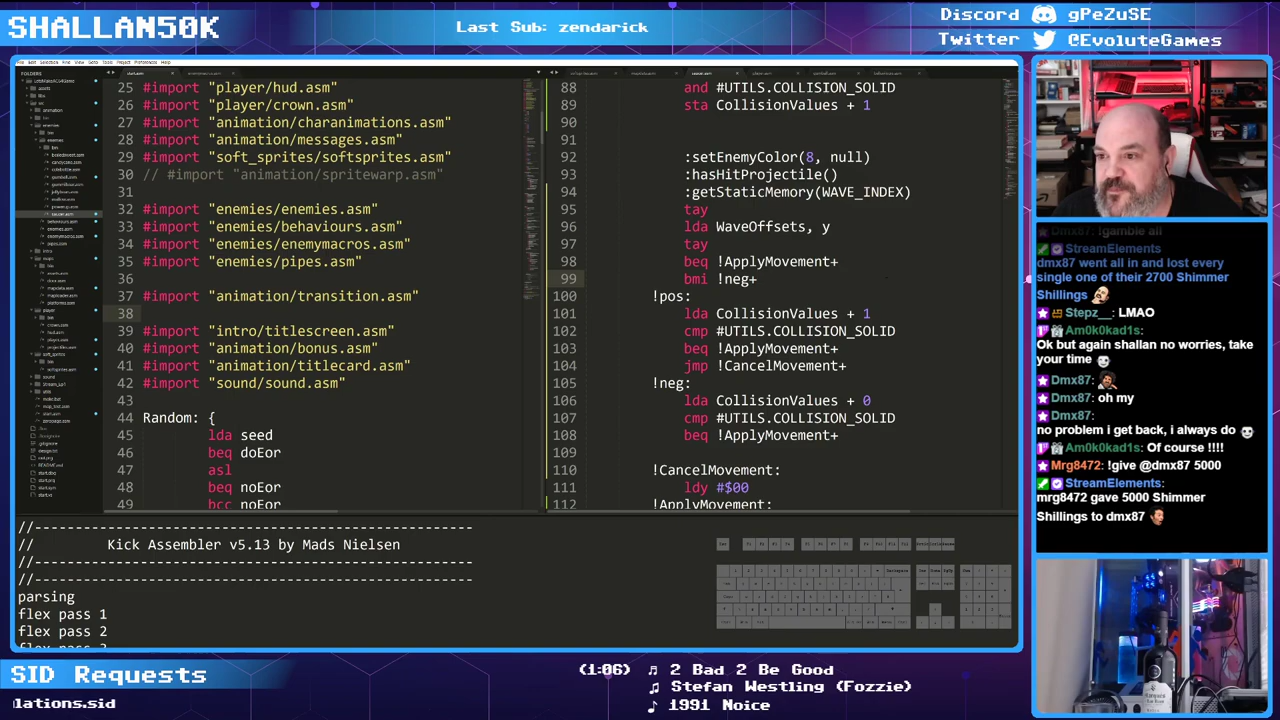 SHALLAN50K
Last Sub: zendarick
Discord gPeZuSE
Twitter @EvoluteGames
FOLDERS
25 #import "player/hud.asm"
26 #import "player/crown.asm"
27 #import "animation/charanimations.asm"
28 #import "animation/messages.asm"
29 #import "soft_sprites/softsprites.asm"
30 // #import "animation/spritewarp.asm"
31
32 #import "enemies/enemies.asm"
33 #import "enemies/behaviours.asm"
34 #import "enemies/enemymacros.asm"
35 #import "enemies/pipes.asm"
36
37 #import "animation/transition.asm"
38
39 #import "intro/titlescreen.asm"
40 #import "animation/bonus.asm"
41 #import "animation/titlecard.asm"
42 #import "sound/sound.asm"
43
44 Random: {
45 lda seed
46 beq doEor
47 asl
48 beq noEor
49 bcc noEor
88 and #UTILS.COLLISION_SOLID
89 sta CollisionValues + 1
90
91
92 :setEnemyColor(8, null)
93 :hasHitProjectile()
94 :getStaticMemory(WAVE_INDEX)
95 tay
96 lda WaveOffsets, y
97 tay
98 beq !ApplyMovement+
99 bmi !neg+
100 !pos:
101 lda CollisionValues + 1
102 cmp #UTILS.COLLISION_SOLID
103 beq !ApplyMovement+
104 jmp !CancelMovement+
105 !neg:
106 lda CollisionValues + 0
107 cmp #UTILS.COLLISION_SOLID
108 beq !ApplyMovement+
109
110 !CancelMovement:
111 ldy #$00
112 !ApplyMovement:
//--------------------------------------------------
// Kick Assembler v5.13 by Mads Nielsen
//--------------------------------------------------
//--------------------------------------------------
parsing
flex pass 1
flex pass 2
flex pass 3
Dmx87: !gamble all
StreamElements:
dmx87 went all in and lost every
single one of their 2700 Shimmer
Shillings
Stepz__: LMAO
Am0k0kad1s:
Ok but again shallan no worries, take
your time
Dmx87:
Dmx87: oh my
Dmx87:
no problem i get back, i always do
Am0k0kad1s: Of course !!!!
Mrg8472: !give @dmx87 5000
StreamElements:
mrg8472 gave 5000 Shimmer
Shillings to dmx87
SID Requests
lations.sid
(1:06) 2 Bad 2 Be Good
Stefan Westling (Fozzie)
1991 Noice